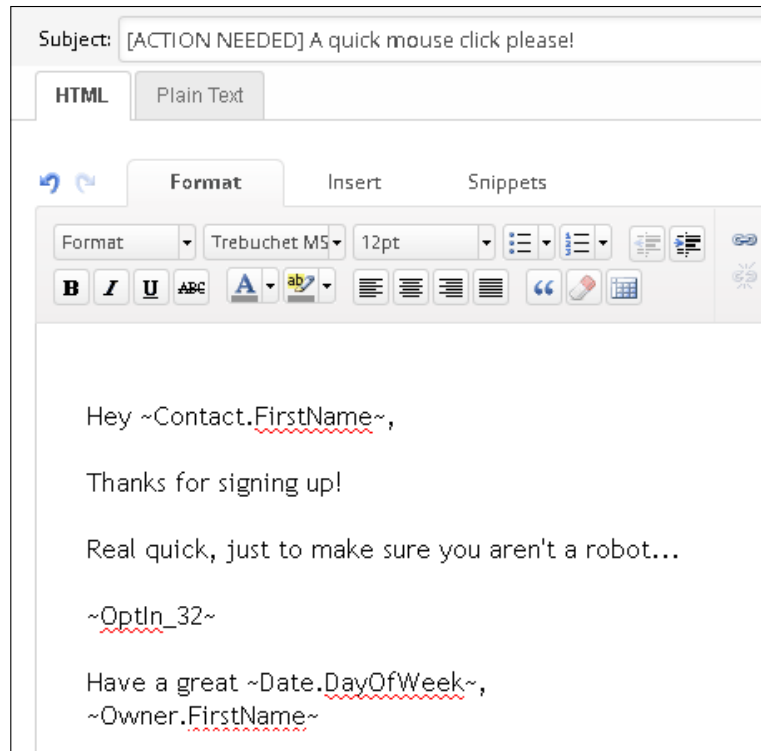 Subject: [ACTION NEEDED] A quick mouse click please!
HTML Plain Text
Format Insert Snippets
Format Trebuchet MS 12pt
B I U ABC A ab
Hey ~Contact.FirstName~,
Thanks for signing up!
Real quick, just to make sure you aren't a robot...
~OptIn_32~
Have a great ~Date.DayOfWeek~,
~Owner.FirstName~